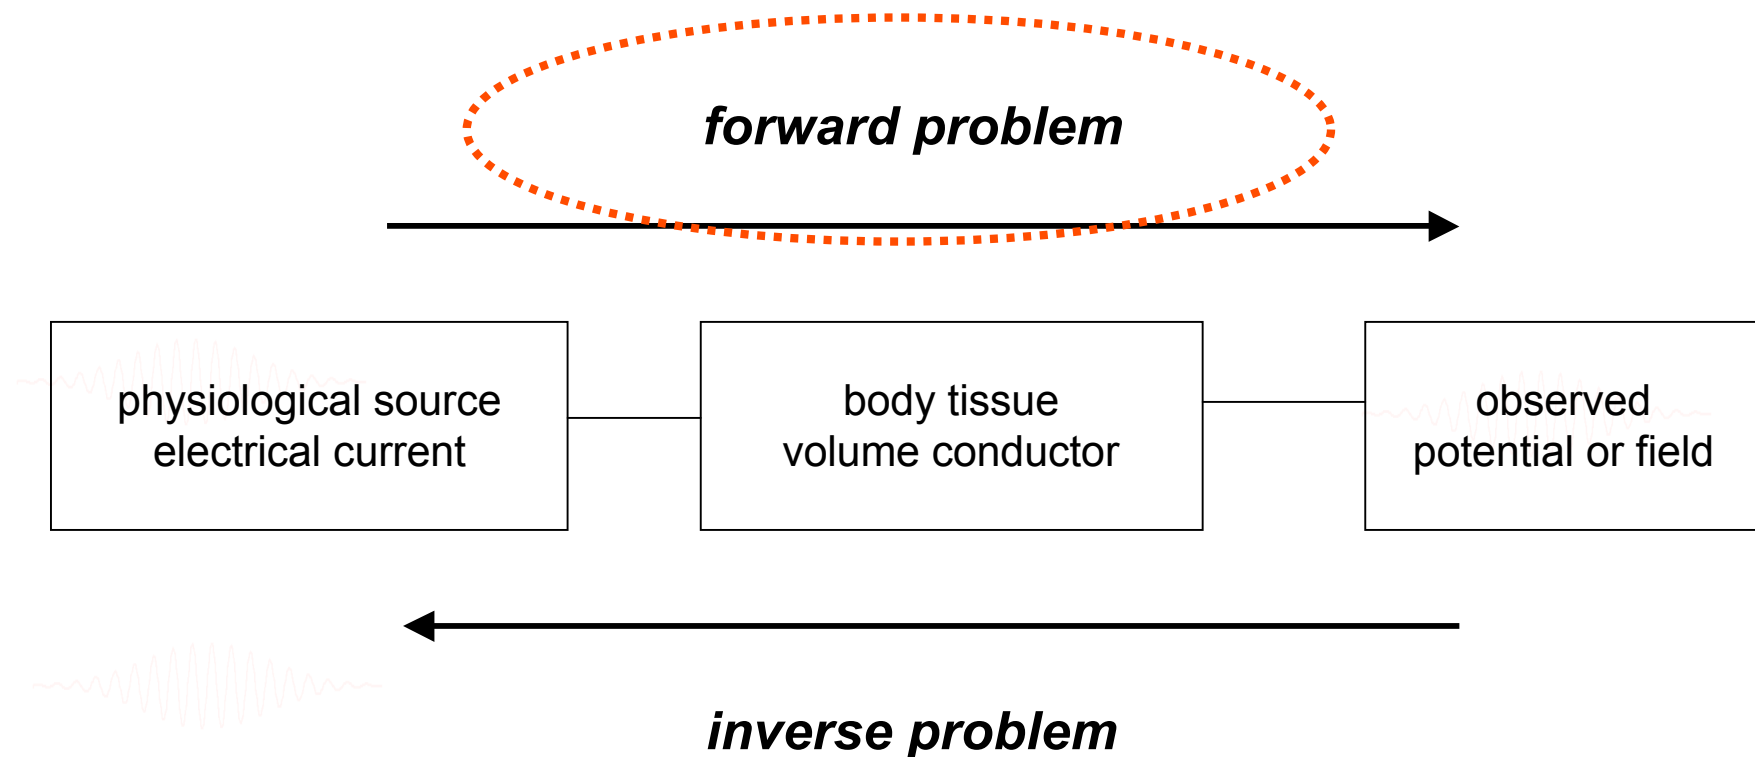 forward problem
physiological source
electrical current
body tissue
volume conductor
observed
potential or field
inverse problem